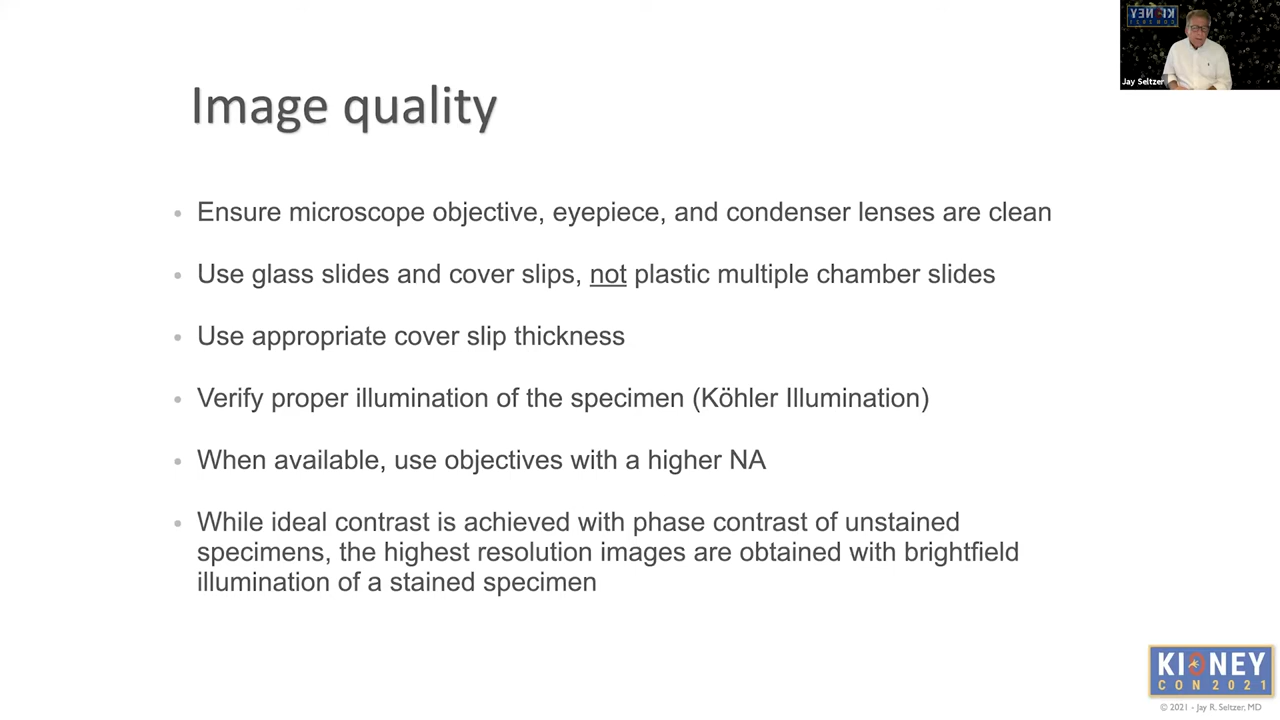 Image quality
• Ensure microscope objective, eyepiece, and condenser lenses are clean
• Use glass slides and cover slips, not plastic multiple chamber slides
• Use appropriate cover slip thickness
• Verify proper illumination of the specimen (Köhler Illumination)
• When available, use objectives with a higher NA
• While ideal contrast is achieved with phase contrast of unstained
specimens, the highest resolution images are obtained with brightfield
illumination of a stained specimen
KIDNEY
Jay Seltzer
KIDNEY
CON 2021
© 2021 - Jay R. Seltzer, MD